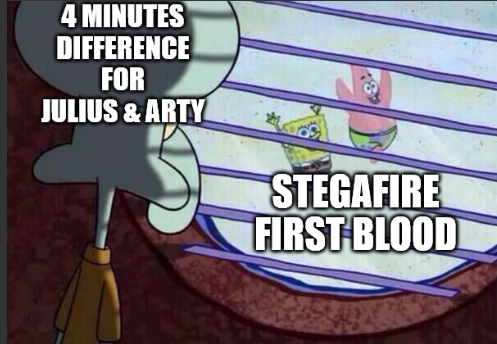 4 MINUTES
DIFFERENCE
FOR
JULIUS & ARTY
STEGAFIRE
FIRST BLOOD